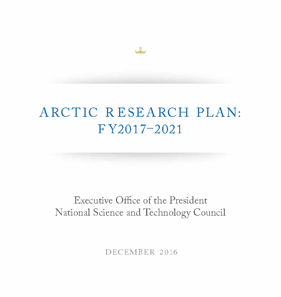 ARCTIC RESEARCH PLAN:
FY2017–2021
Executive Office of the President
National Science and Technology Council
DECEMBER 2016